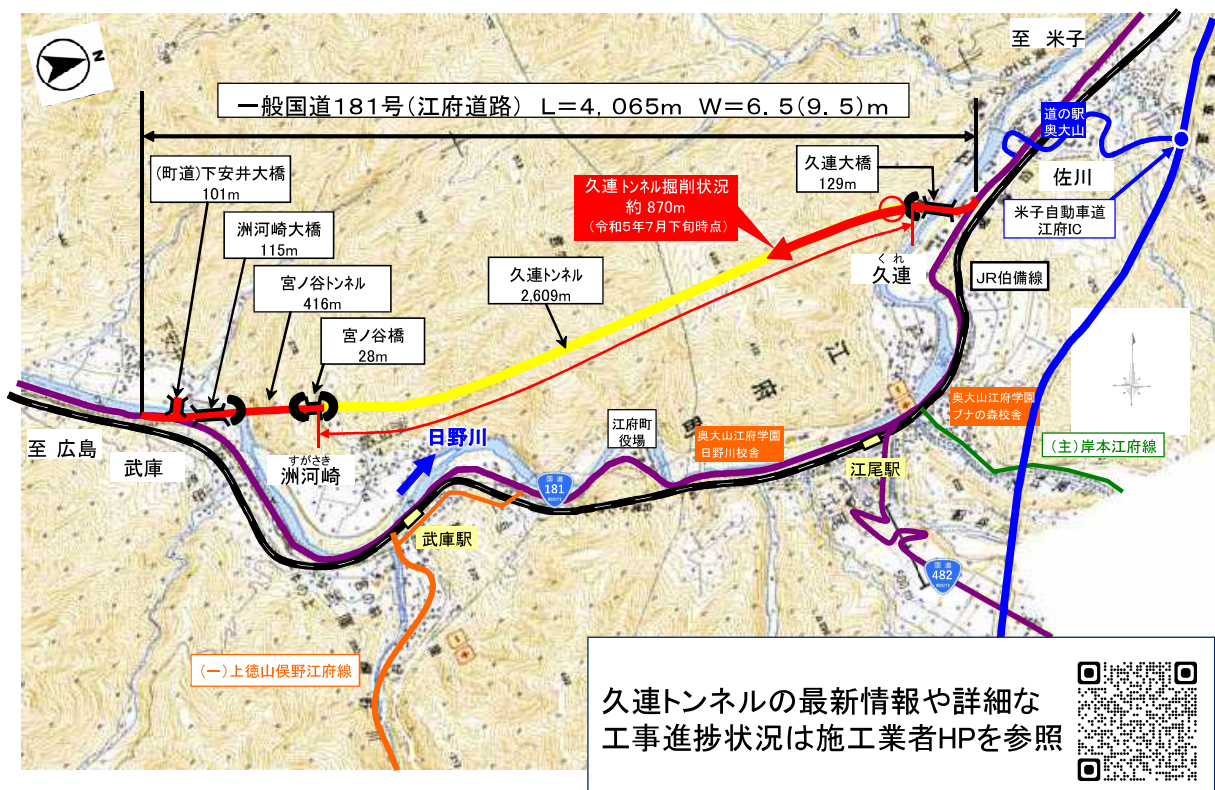 N
至 米子
一般国道181号(江府道路) L=4,065m W=6.5(9.5)m
道の駅
奥大山
(町道)下安井大橋
101m
久連大橋
129m
久連トンネル掘削状況
約 870m
(令和5年7月下旬時点)
佐川
米子自動車道
江府IC
洲河崎大橋
115m
くれ
久連
JR伯備線
久連トンネル
2,609m
宮ノ谷トンネル
416m
宮ノ谷橋
28m
江府
奥大山江府学園
ブナの森校舎
江府町
役場
奥大山江府学園
日野川校舎
(主)岸本江府線
至 広島
武庫
すがさき
洲河崎
日野川
江尾駅
国道
181
ROUTE
武庫駅
国道
482
ROUTE
(一)上徳山俣野江府線
久連トンネルの最新情報や詳細な
工事進捗状況は施工業者HPを参照